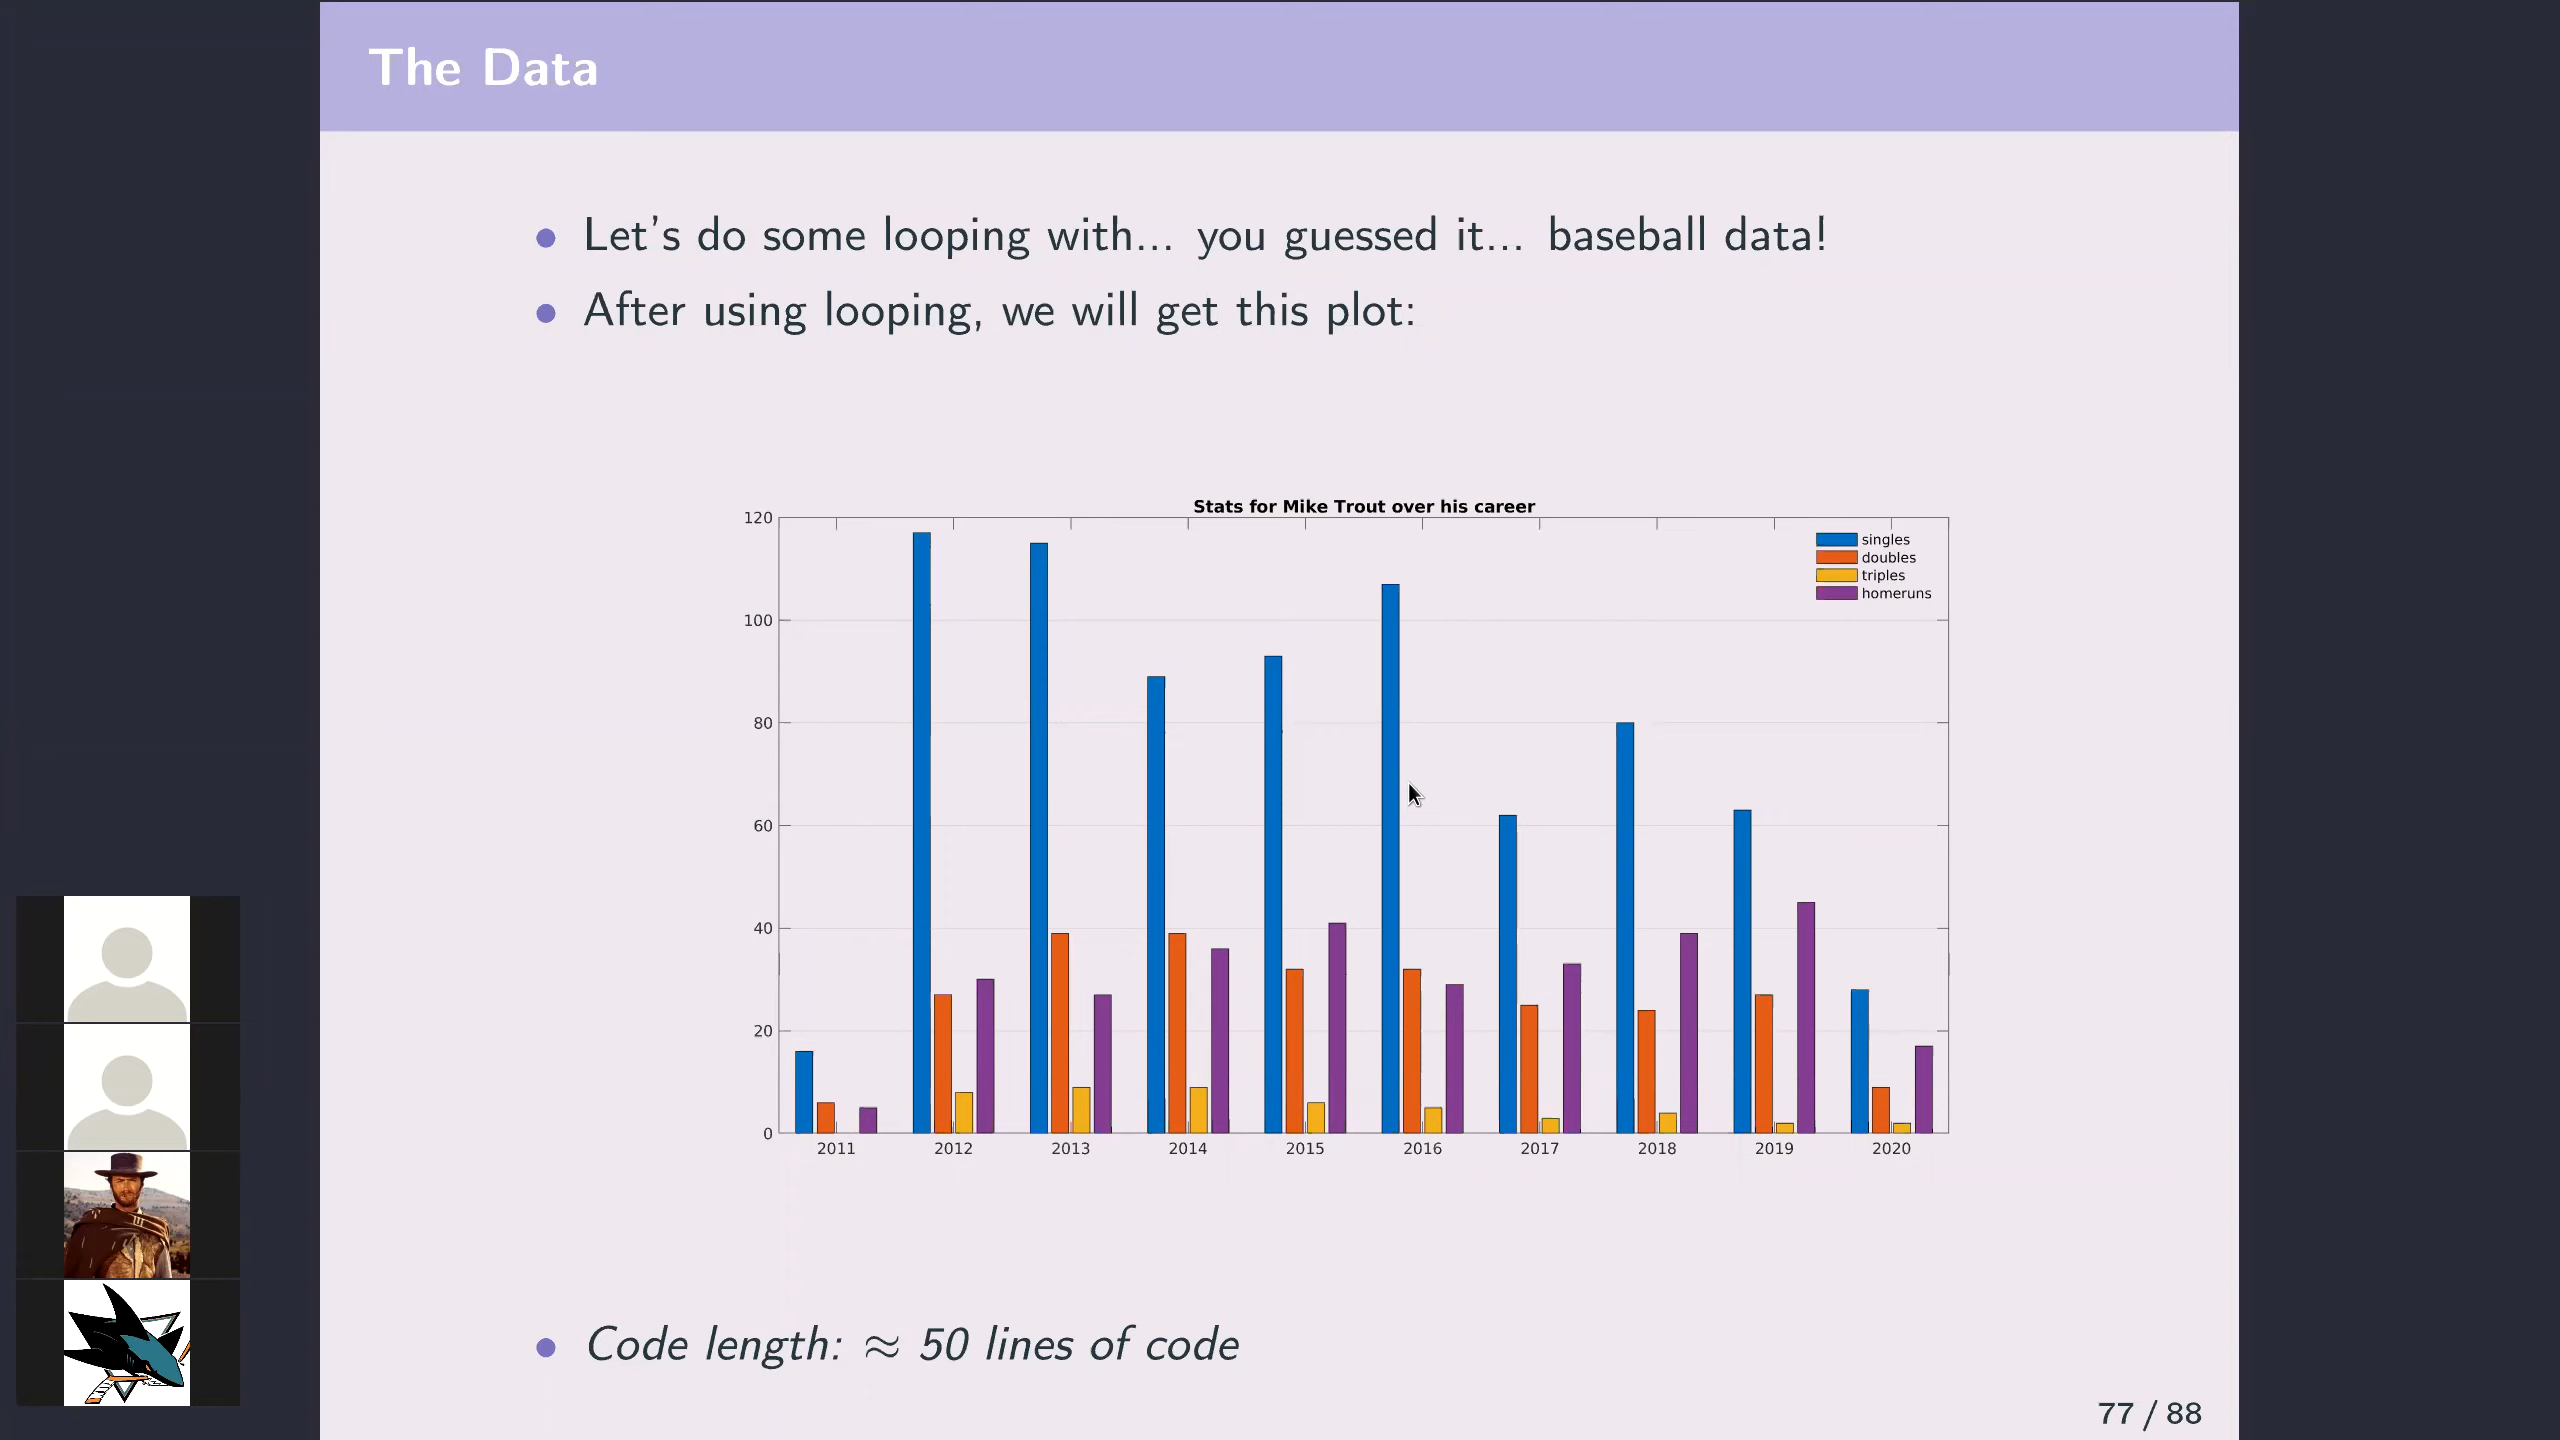 The Data
• Let's do some looping with... you guessed it... baseball data!
• After using looping, we will get this plot:
Stats for Mike Trout over his career
120
100
80
60
40
20
0
singles
doubles
triples
homeruns
2011 2012 2013 2014 2015 2016 2017 2018 2019 2020
• Code length: ≈ 50 lines of code
77 / 88